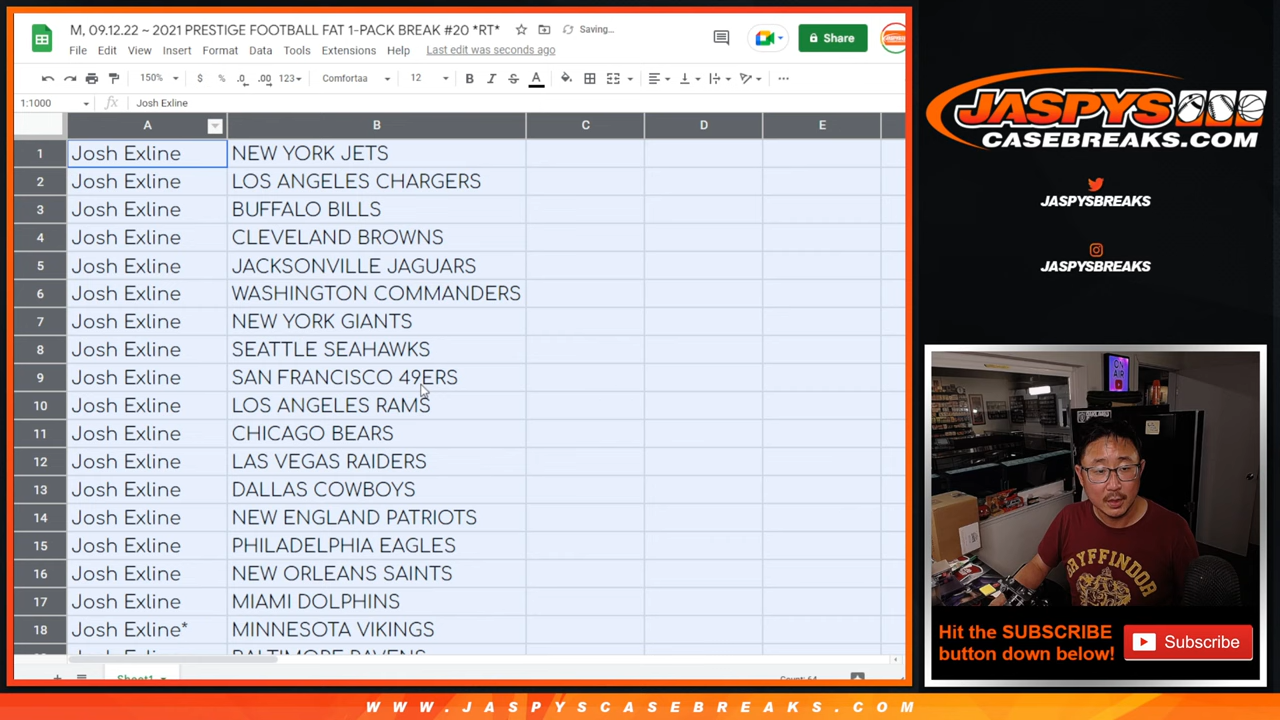 M, 09.12.22 ~ 2021 PRESTIGE FOOTBALL FAT 1-PACK BREAK #20 *RT*
Saving...
File Edit View Insert Format Data Tools Extensions Help Last edit was seconds ago
Share
150% $ % .0 .00 123 Comfortaa 12 B I S A
1:1000 fx Josh Exline
A B C D E
1 Josh Exline NEW YORK JETS
2 Josh Exline LOS ANGELES CHARGERS
3 Josh Exline BUFFALO BILLS
4 Josh Exline CLEVELAND BROWNS
5 Josh Exline JACKSONVILLE JAGUARS
6 Josh Exline WASHINGTON COMMANDERS
7 Josh Exline NEW YORK GIANTS
8 Josh Exline SEATTLE SEAHAWKS
9 Josh Exline SAN FRANCISCO 49ERS
10 Josh Exline LOS ANGELES RAMS
11 Josh Exline CHICAGO BEARS
12 Josh Exline LAS VEGAS RAIDERS
13 Josh Exline DALLAS COWBOYS
14 Josh Exline NEW ENGLAND PATRIOTS
15 Josh Exline PHILADELPHIA EAGLES
16 Josh Exline NEW ORLEANS SAINTS
17 Josh Exline MIAMI DOLPHINS
18 Josh Exline* MINNESOTA VIKINGS
BALTIMORE RAVENS
Sheet1
Count: 64
JASPYS
CASEBREAKS.COM
JASPYSBREAKS
JASPYSBREAKS
ON AIR
GRYFFINDOR
Hit the SUBSCRIBE
button down below!
Subscribe
WWW.JASPYSCASEBREAKS.COM